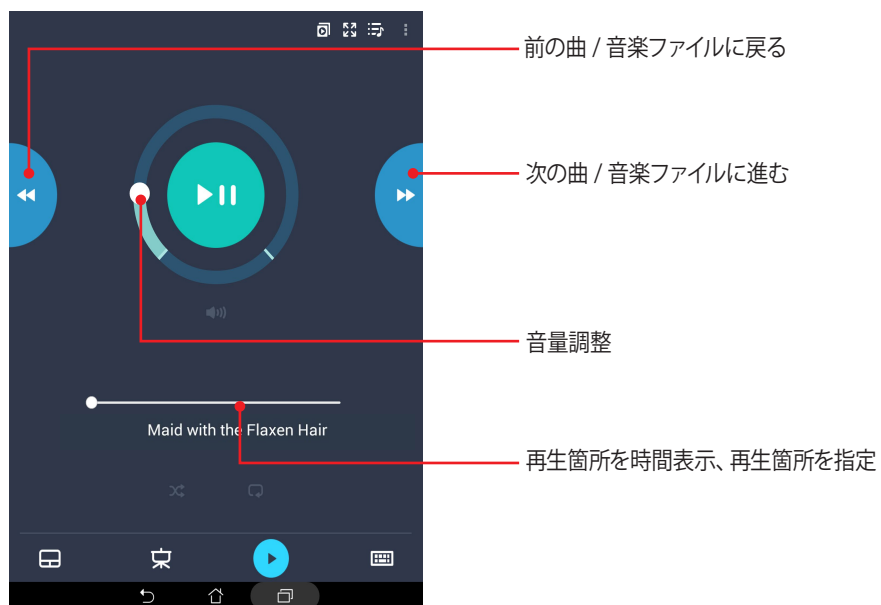 前の曲 / 音楽ファイルに戻る
次の曲 / 音楽ファイルに進む
音量調整
再生箇所を時間表示、再生箇所を指定
Maid with the Flaxen Hair